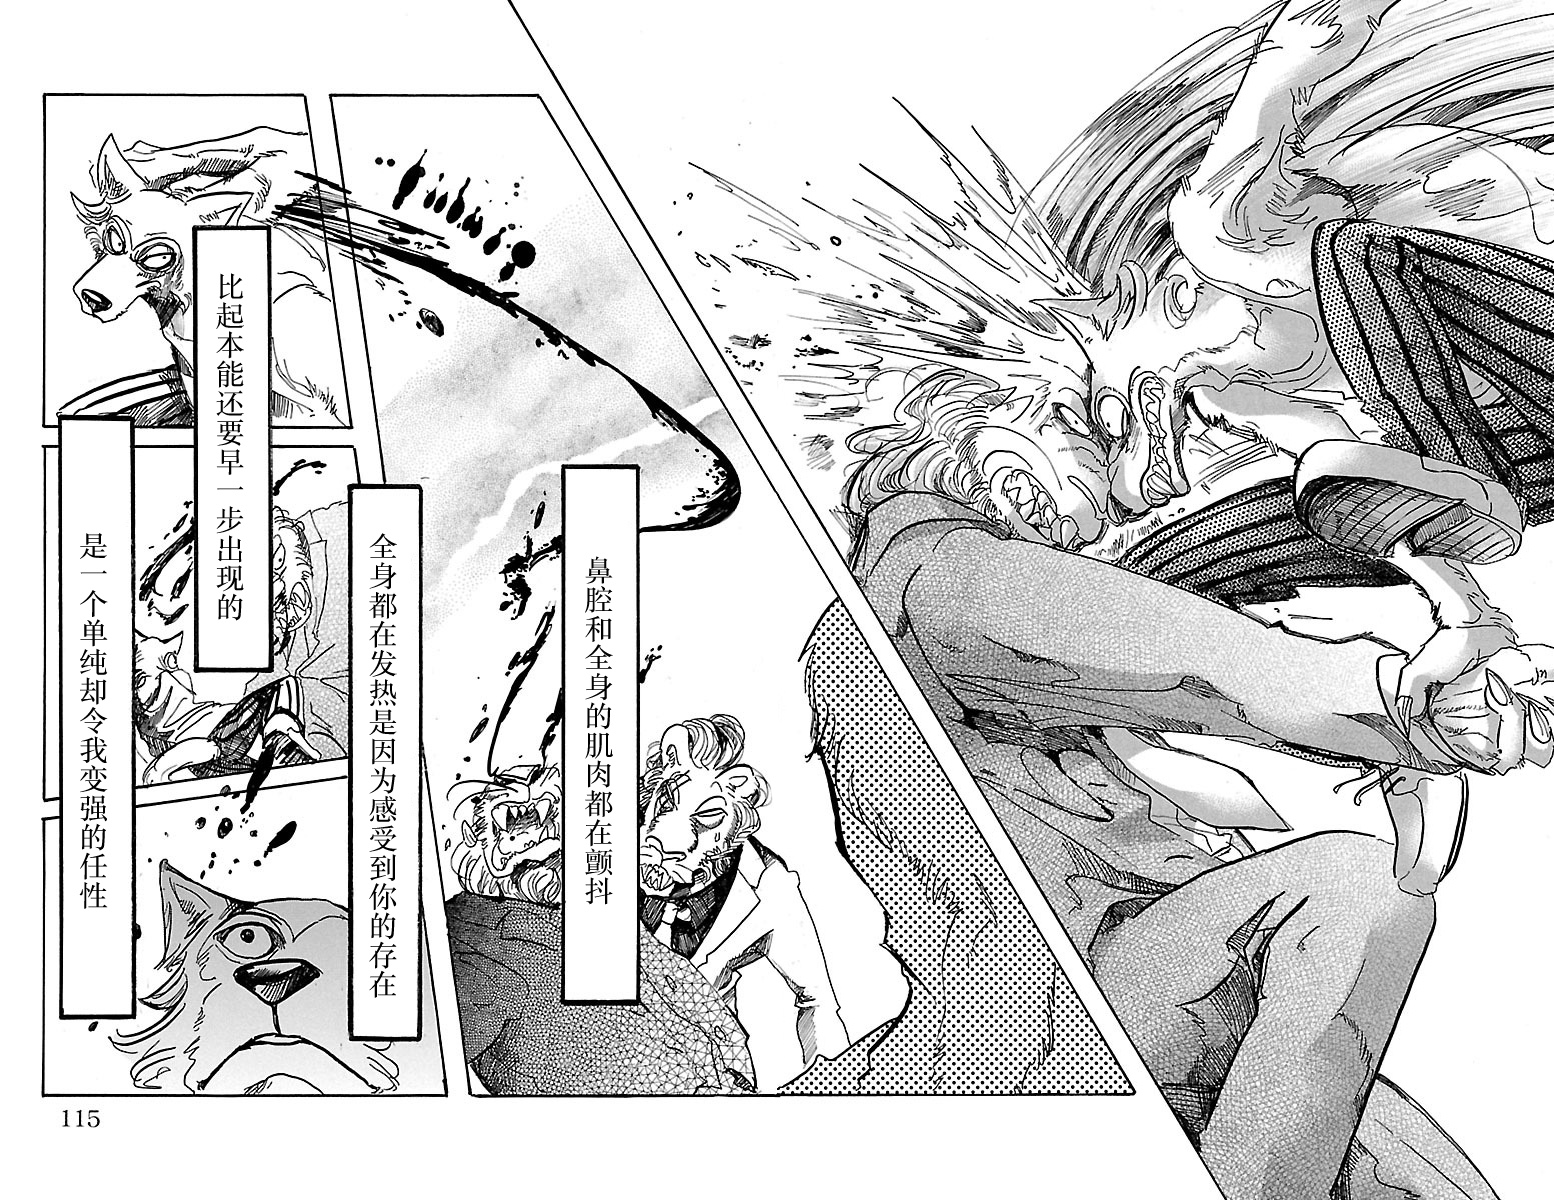 鼻腔和全身的肌肉都在颤抖
全身都在发热是因为感受到你的存在
比起本能还要早一步出现的
是一个单纯却令我变强的任性
115